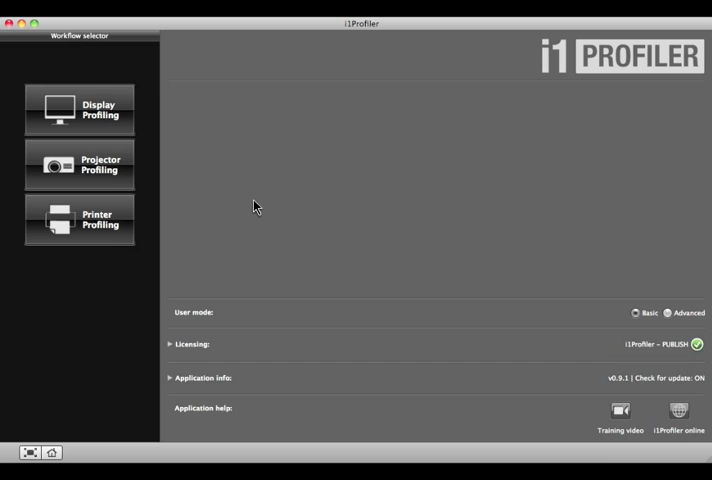 i1Profiler
Workflow selector
i1 PROFILER
Display
Profiling
Projector
Profiling
Printer
Profiling
User mode:
Basic
Advanced
Licensing:
i1Profiler - PUBLISH
Application info:
v0.9.1 | Check for update: ON
Application help:
Training video
i1Profiler online